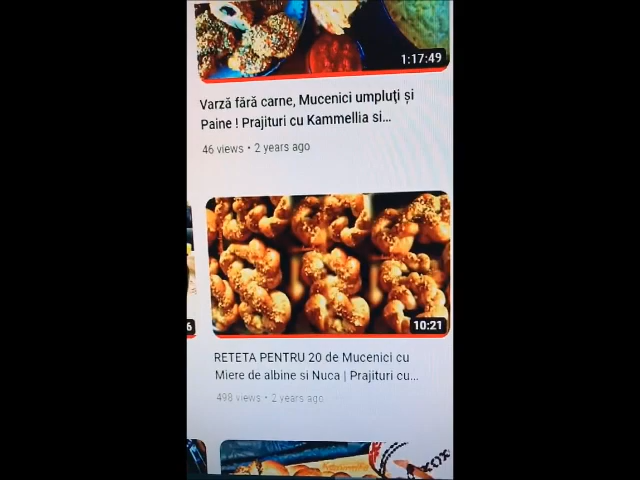 1:17:49
Varză fără carne, Mucenici umpluți și
Paine ! Prajituri cu Kammellia si...
46 views • 2 years ago
6
10:21
RETETA PENTRU 20 de Mucenici cu
Miere de albine si Nuca | Prajituri cu...
498 views • 2 years ago